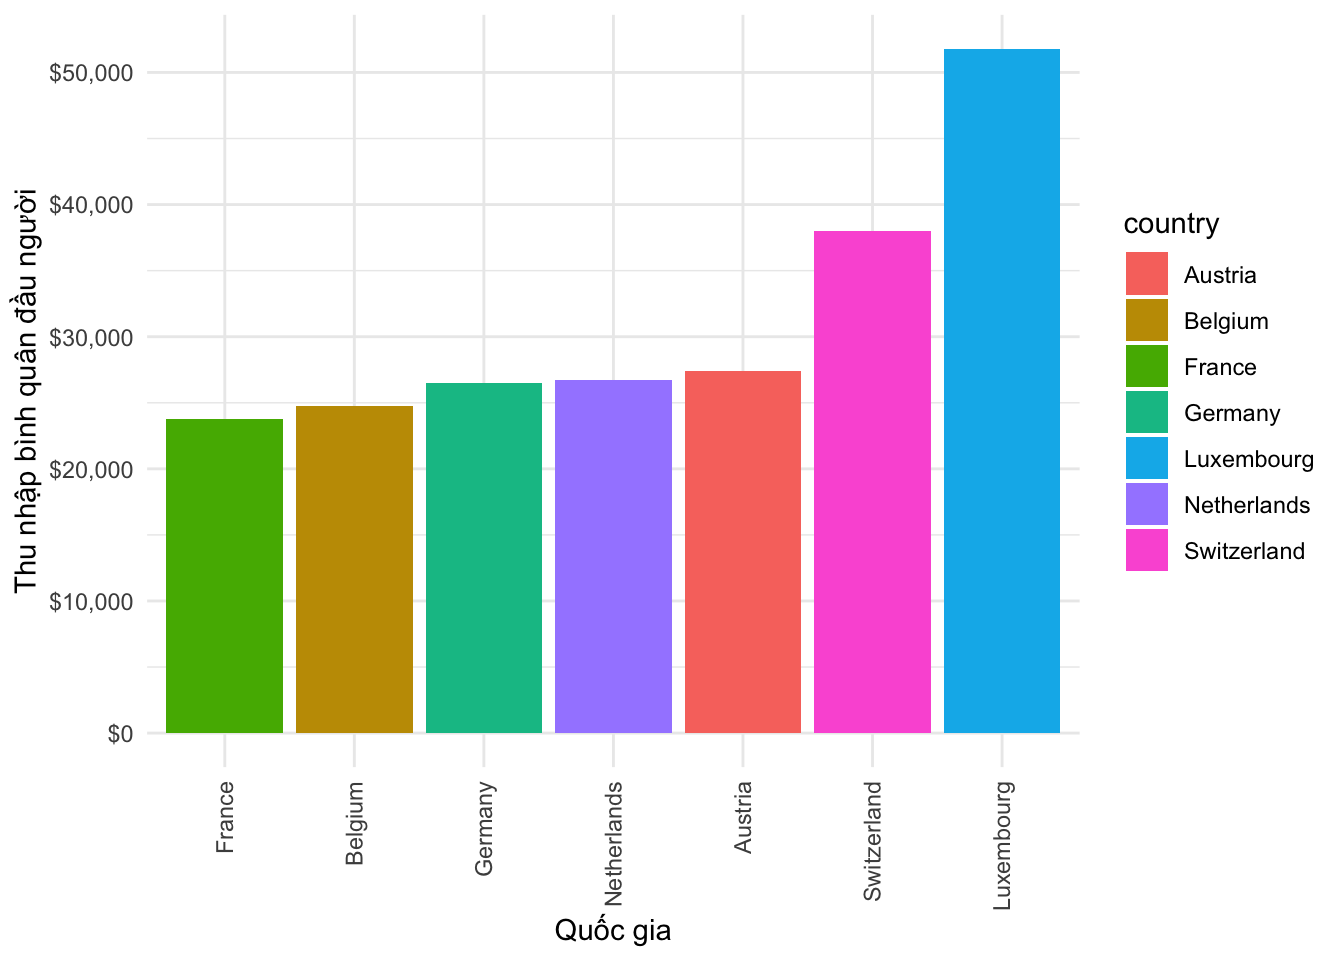 Thu nhập bình quân đầu người
$50,000
$40,000
$30,000
$20,000
$10,000
$0
France
Belgium
Germany
Netherlands
Austria
Switzerland
Luxembourg
Quốc gia
country
Austria
Belgium
France
Germany
Luxembourg
Netherlands
Switzerland